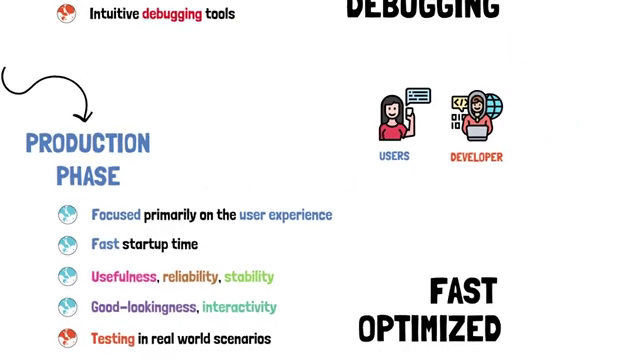 Intuitive debugging tools
DEBUGGING
USERS
DEVELOPER
PRODUCTION
PHASE
Focused primarily on the user experience
Fast startup time
Usefulness, reliability, stability
Good-lookingness, interactivity
Testing in real world scenarios
FAST
OPTIMIZED